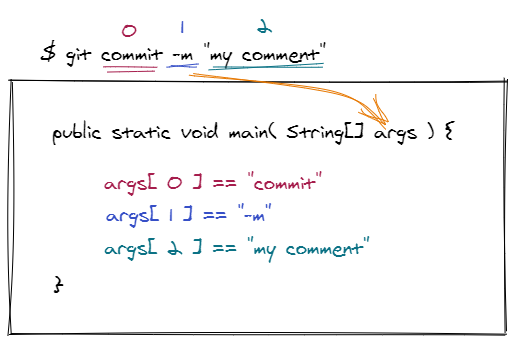 0 1 2
$ git commit -m "my comment"
public static void main( String[] args ) {
args[ 0 ] == "commit"
args[ 1 ] == "-m"
args[ 2 ] == "my comment"
}